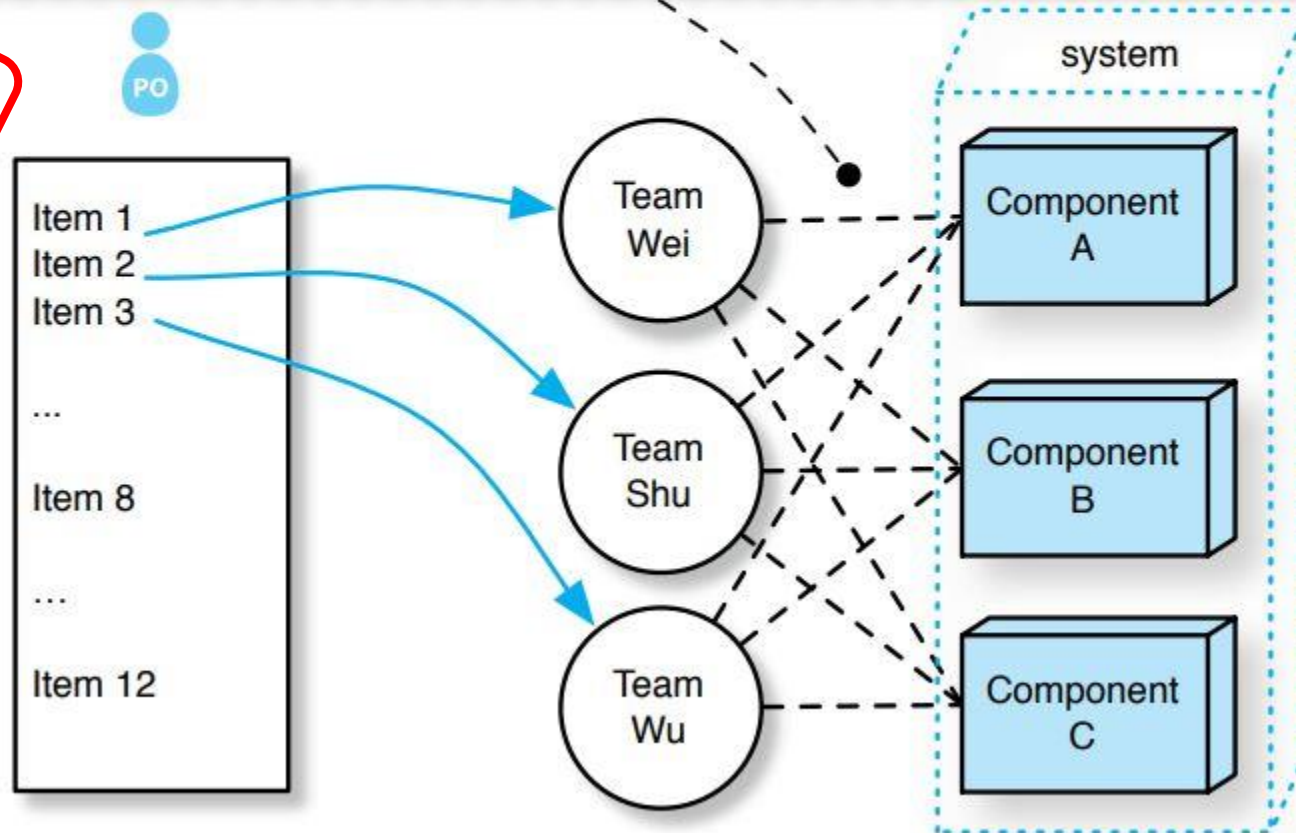 PO
system
Item 1
Item 2
Item 3
...
Item 8
...
Item 12
Team
Wei
Team
Shu
Team
Wu
Component
A
Component
B
Component
C